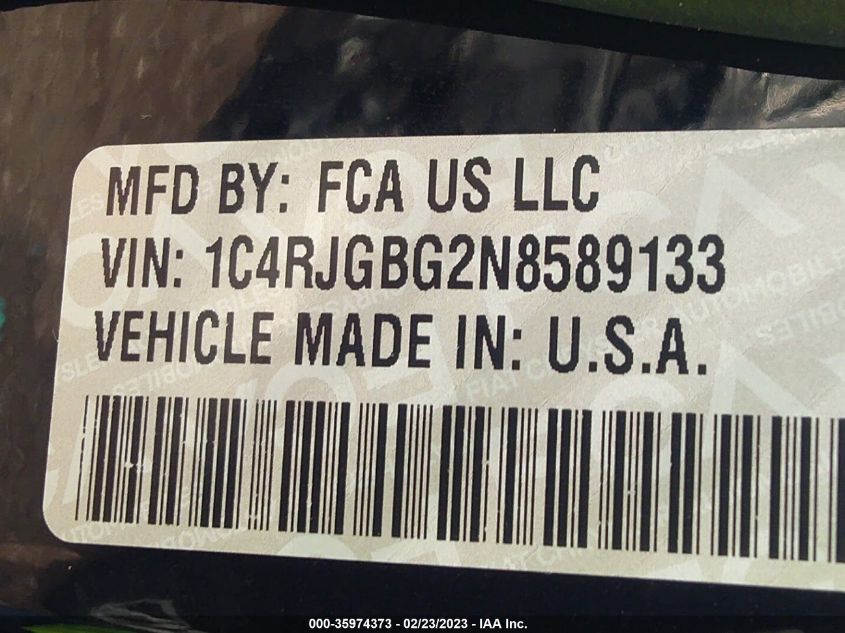 MFD BY: FCA US LLC
VIN: 1C4RJGBG2N8589133
VEHICLE MADE IN: U.S.A.
000-35974373 - 02/23/2023 - IAA Inc.